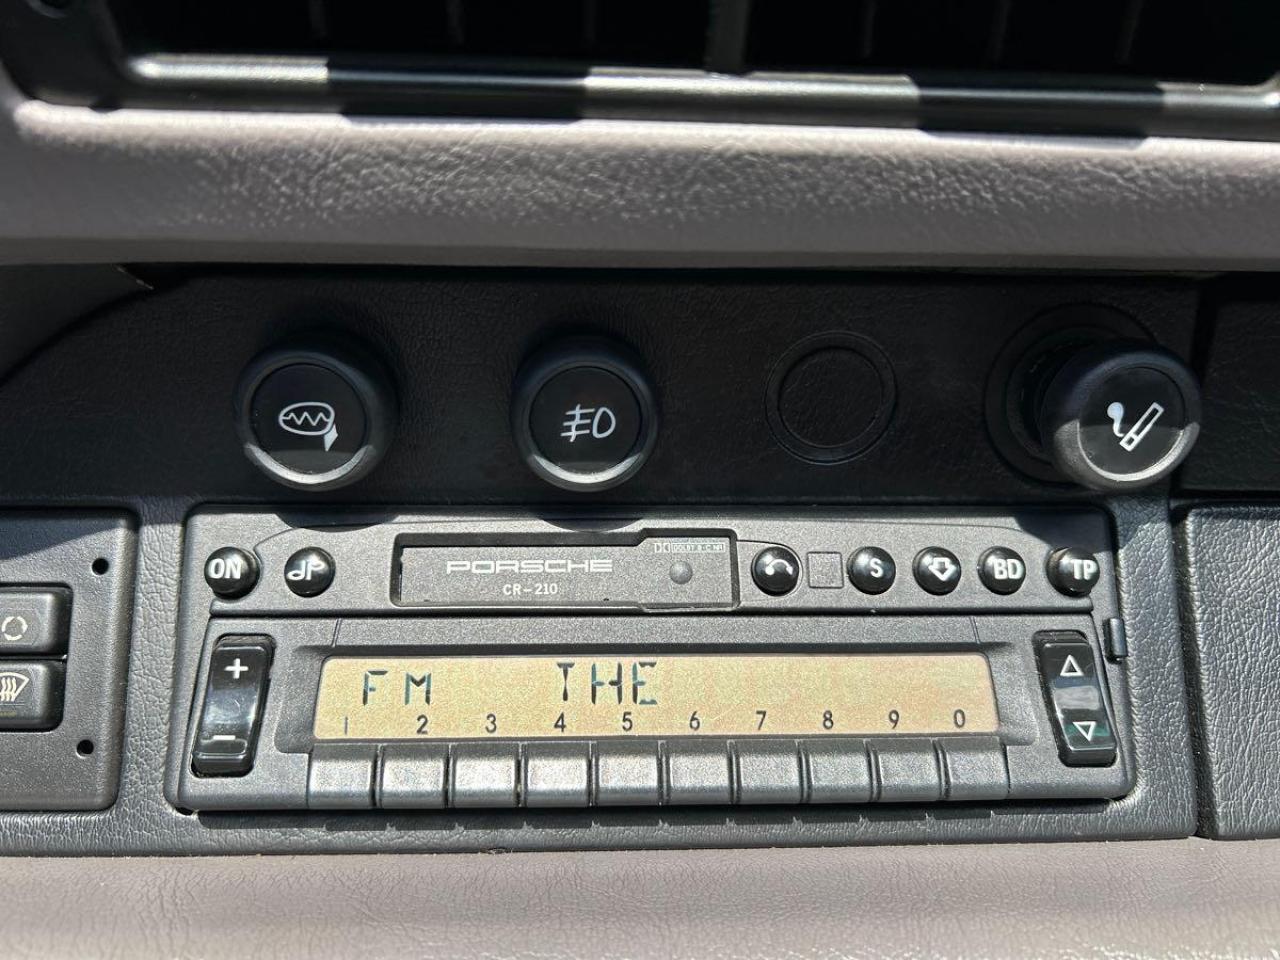 ON
PORSCHE
CR-210
DOLBY B-C NR
S
BD
TP
+
FM THE
1 2 3 4 5 6 7 8 9 0
-